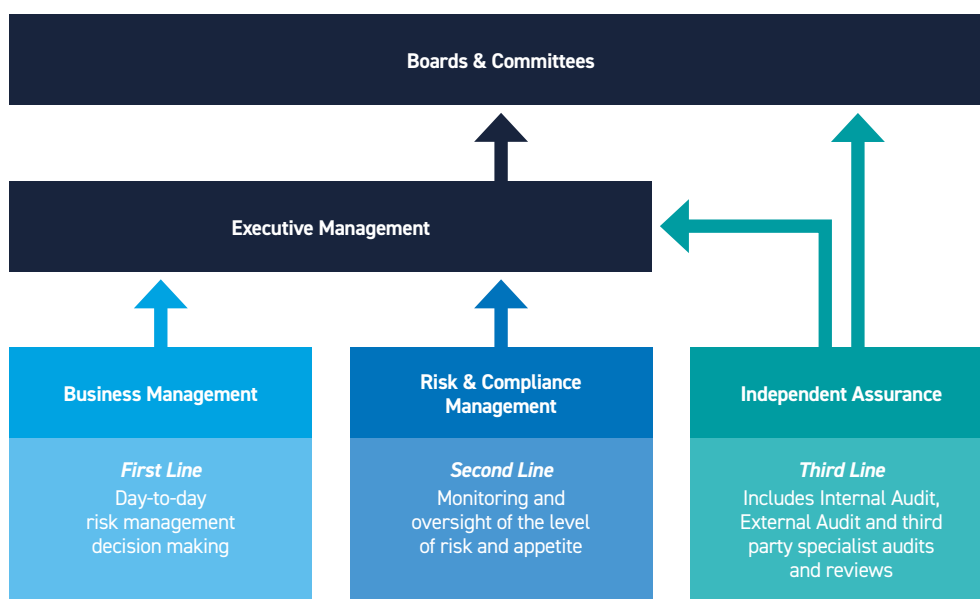 Boards & Committees
Executive Management
Business Management
First Line
Day-to-day
risk management
decision making
Risk & Compliance
Management
Second Line
Monitoring and
oversight of the level
of risk and appetite
Independent Assurance
Third Line
Includes Internal Audit,
External Audit and third
party specialist audits
and reviews